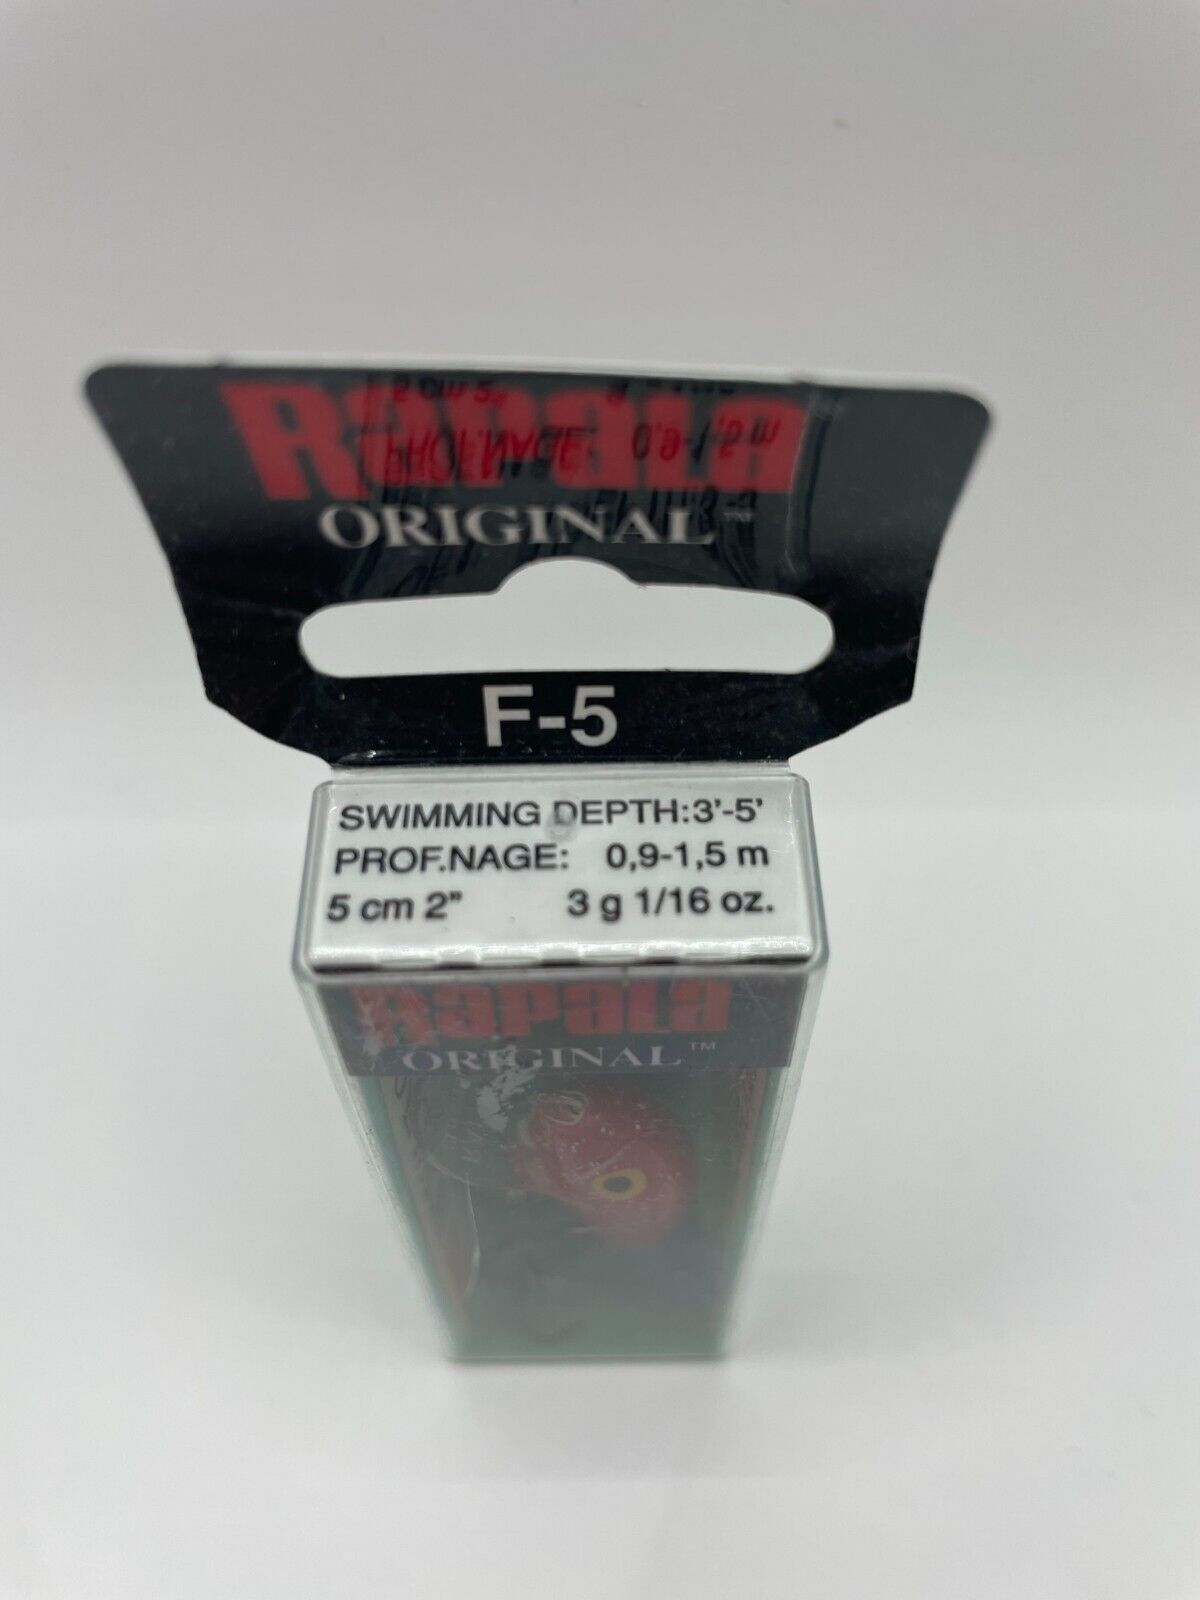 Rapala
ORIGINAL™
F-5
SWIMMING DEPTH:3'-5'
PROF.NAGE: 0,9-1,5 m
5 cm 2" 3 g 1/16 oz.
Rapala
ORIGINAL™